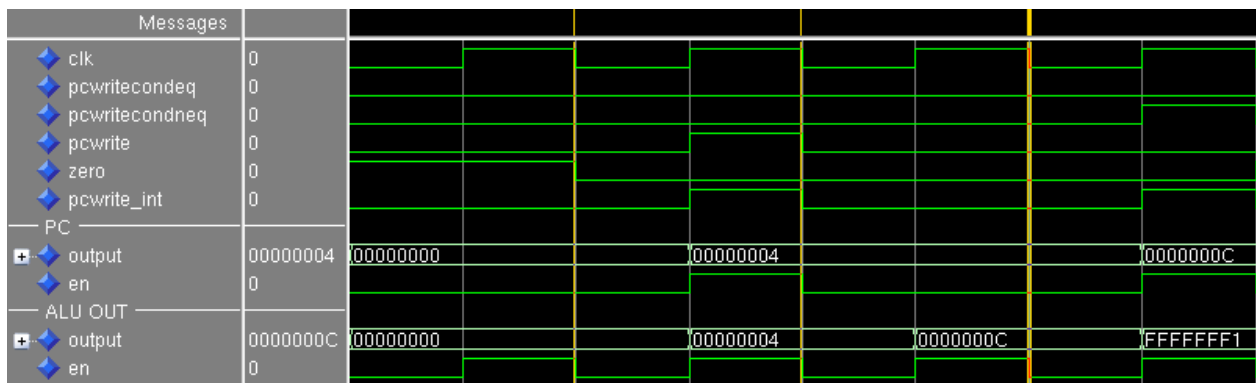 Messages
clk 0
pcwritecondeq 0
pcwritecondneq 0
pcwrite 0
zero 0
pcwrite_int 0
PC
output 00000004 00000000 00000004 0000000C
en 0
ALU OUT
output 0000000C 00000000 00000004 0000000C FFFFFFF1
en 0